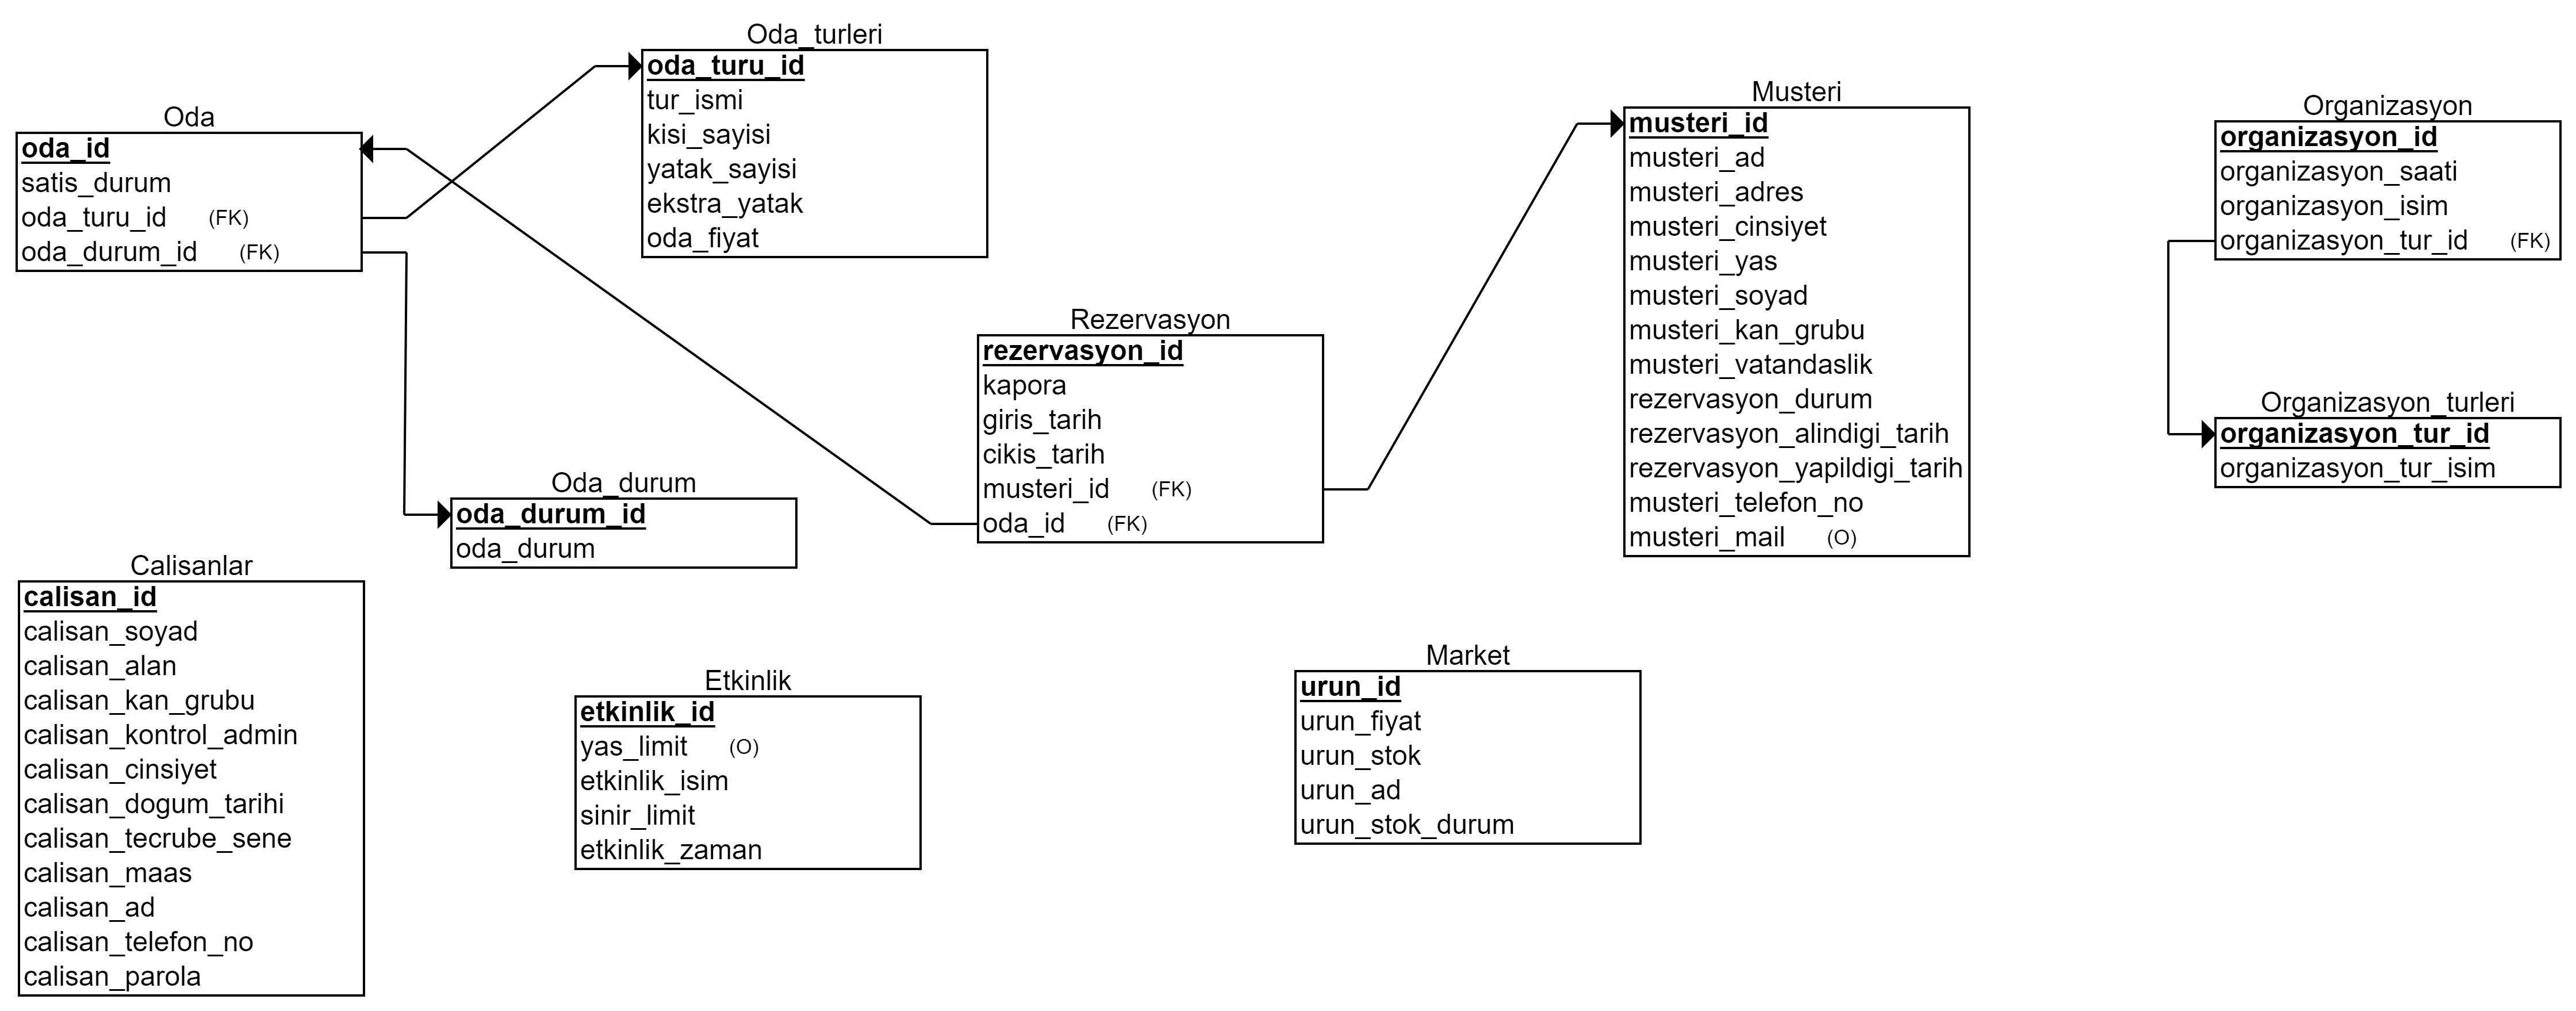 Oda
oda_id
satis_durum
oda_turu_id (FK)
oda_durum_id (FK)
Oda_turleri
oda_turu_id
tur_ismi
kisi_sayisi
yatak_sayisi
ekstra_yatak
oda_fiyat
Oda_durum
oda_durum_id
oda_durum
Rezervasyon
rezervasyon_id
kapora
giris_tarih
cikis_tarih
musteri_id (FK)
oda_id (FK)
Musteri
musteri_id
musteri_ad
musteri_adres
musteri_cinsiyet
musteri_yas
musteri_soyad
musteri_kan_grubu
musteri_vatandaslik
rezervasyon_durum
rezervasyon_alindigi_tarih
rezervasyon_yapildigi_tarih
musteri_telefon_no
musteri_mail (O)
Organizasyon
organizasyon_id
organizasyon_saati
organizasyon_isim
organizasyon_tur_id (FK)
Organizasyon_turleri
organizasyon_tur_id
organizasyon_tur_isim
Calisanlar
calisan_id
calisan_soyad
calisan_alan
calisan_kan_grubu
calisan_kontrol_admin
calisan_cinsiyet
calisan_dogum_tarihi
calisan_tecrube_sene
calisan_maas
calisan_ad
calisan_telefon_no
calisan_parola
Etkinlik
etkinlik_id
yas_limit (O)
etkinlik_isim
sinir_limit
etkinlik_zaman
Market
urun_id
urun_fiyat
urun_stok
urun_ad
urun_stok_durum